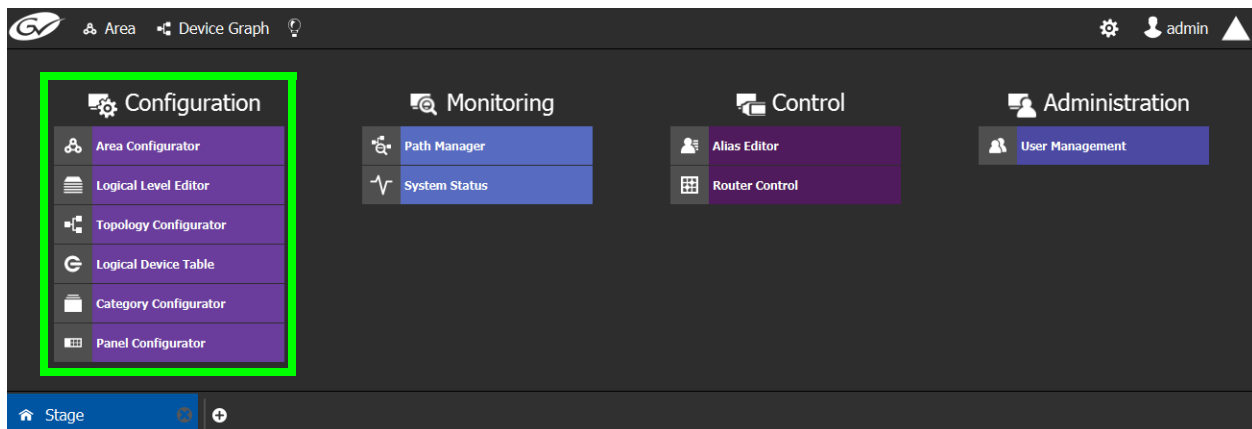 GV Area Device Graph admin
Configuration
Area Configurator
Logical Level Editor
Topology Configurator
Logical Device Table
Category Configurator
Panel Configurator
Monitoring
Path Manager
System Status
Control
Alias Editor
Router Control
Administration
User Management
Stage